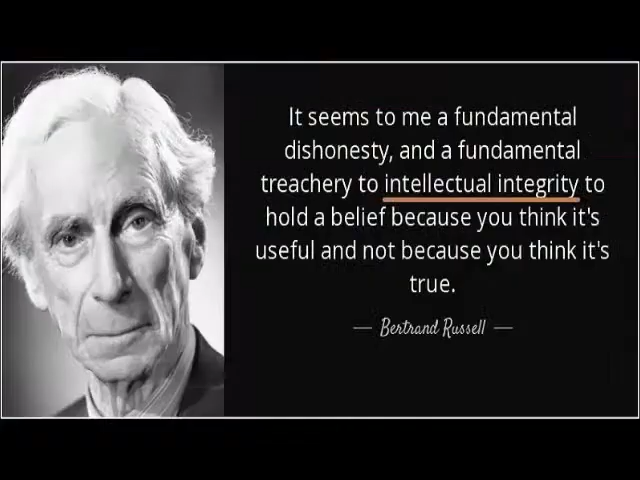 It seems to me a fundamental
dishonesty, and a fundamental
treachery to intellectual integrity to
hold a belief because you think it's
useful and not because you think it's
true.
— Bertrand Russell —